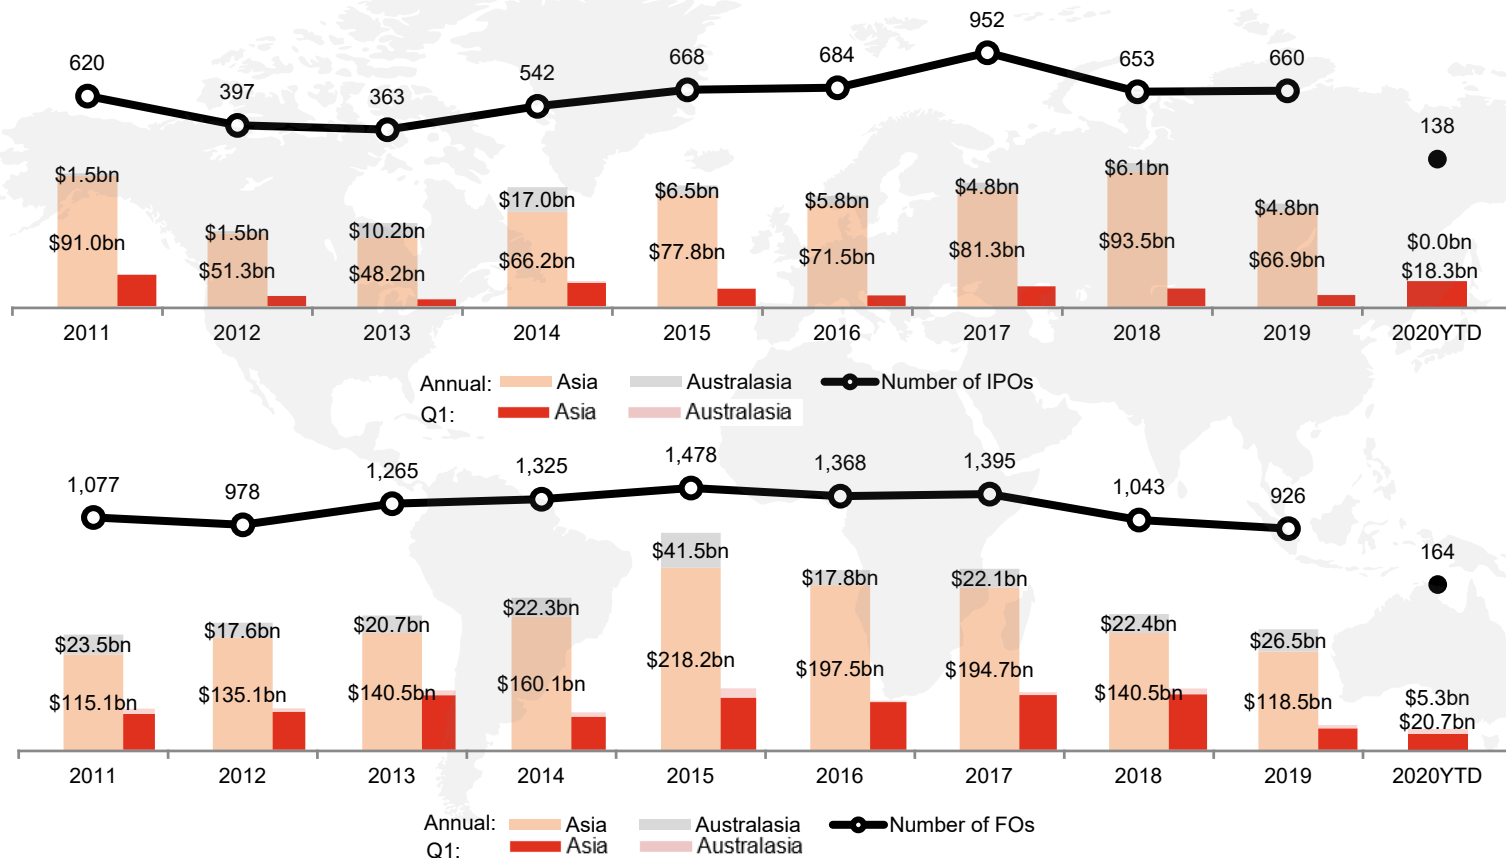 952
620
397
363
542
668
684
653
660
138
$1.5bn
$1.5bn
$10.2bn
$17.0bn
$6.5bn
$5.8bn
$4.8bn
$6.1bn
$4.8bn
$0.0bn
$91.0bn
$51.3bn
$48.2bn
$66.2bn
$77.8bn
$71.5bn
$81.3bn
$93.5bn
$66.9bn
$18.3bn
2011 2012 2013 2014 2015 2016 2017 2018 2019 2020YTD
Annual: Asia Australasia Number of IPOs
Q1: Asia Australasia
1,077
978
1,265
1,325
1,478
1,368
1,395
1,043
926
164
$23.5bn
$17.6bn
$20.7bn
$22.3bn
$41.5bn
$17.8bn
$22.1bn
$22.4bn
$26.5bn
$5.3bn
$115.1bn
$135.1bn
$140.5bn
$160.1bn
$218.2bn
$197.5bn
$194.7bn
$140.5bn
$118.5bn
$20.7bn
2011 2012 2013 2014 2015 2016 2017 2018 2019 2020YTD
Annual: Asia Australasia Number of FOs
Q1: Asia Australasia